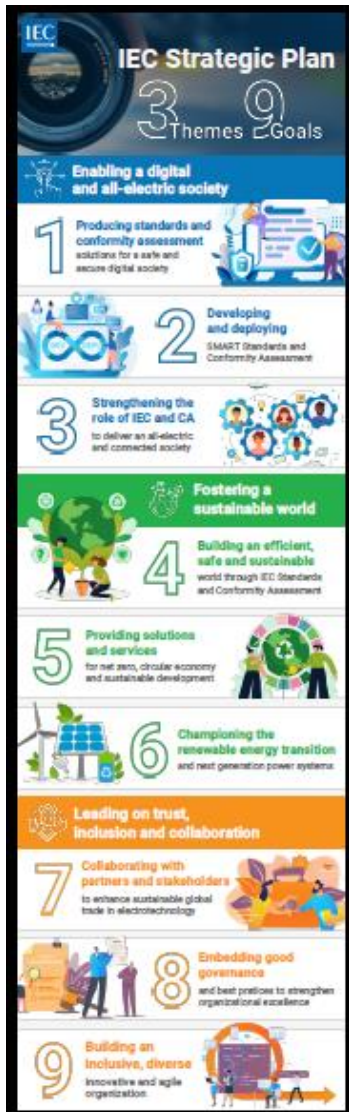 IEC
IEC Strategic Plan
3 Themes 9 Goals
Enabling a digital
and all-electric society
1
Producing standards and
conformity assessment
solutions for a safe and
secure digital society
2
Developing
and deploying
SMART Standards and
Conformity Assessment
3
Strengthening the
role of IEC and CA
to deliver an all-electric
and connected society
Fostering a
sustainable world
4
Building an efficient,
safe and sustainable
world through IEC Standards
and Conformity Assessment
5
Providing solutions
and services
for net zero, circular economy
and sustainable development
6
Championing the
renewable energy transition
and next generation power systems
Leading on trust,
inclusion and collaboration
7
Collaborating with
partners and stakeholders
to enhance sustainable global
trade in electrotechnology
8
Embedding good
governance
and best pratices to strengthen
organizational excellence
9
Building an
inclusive, diverse
innovative and agile
organization